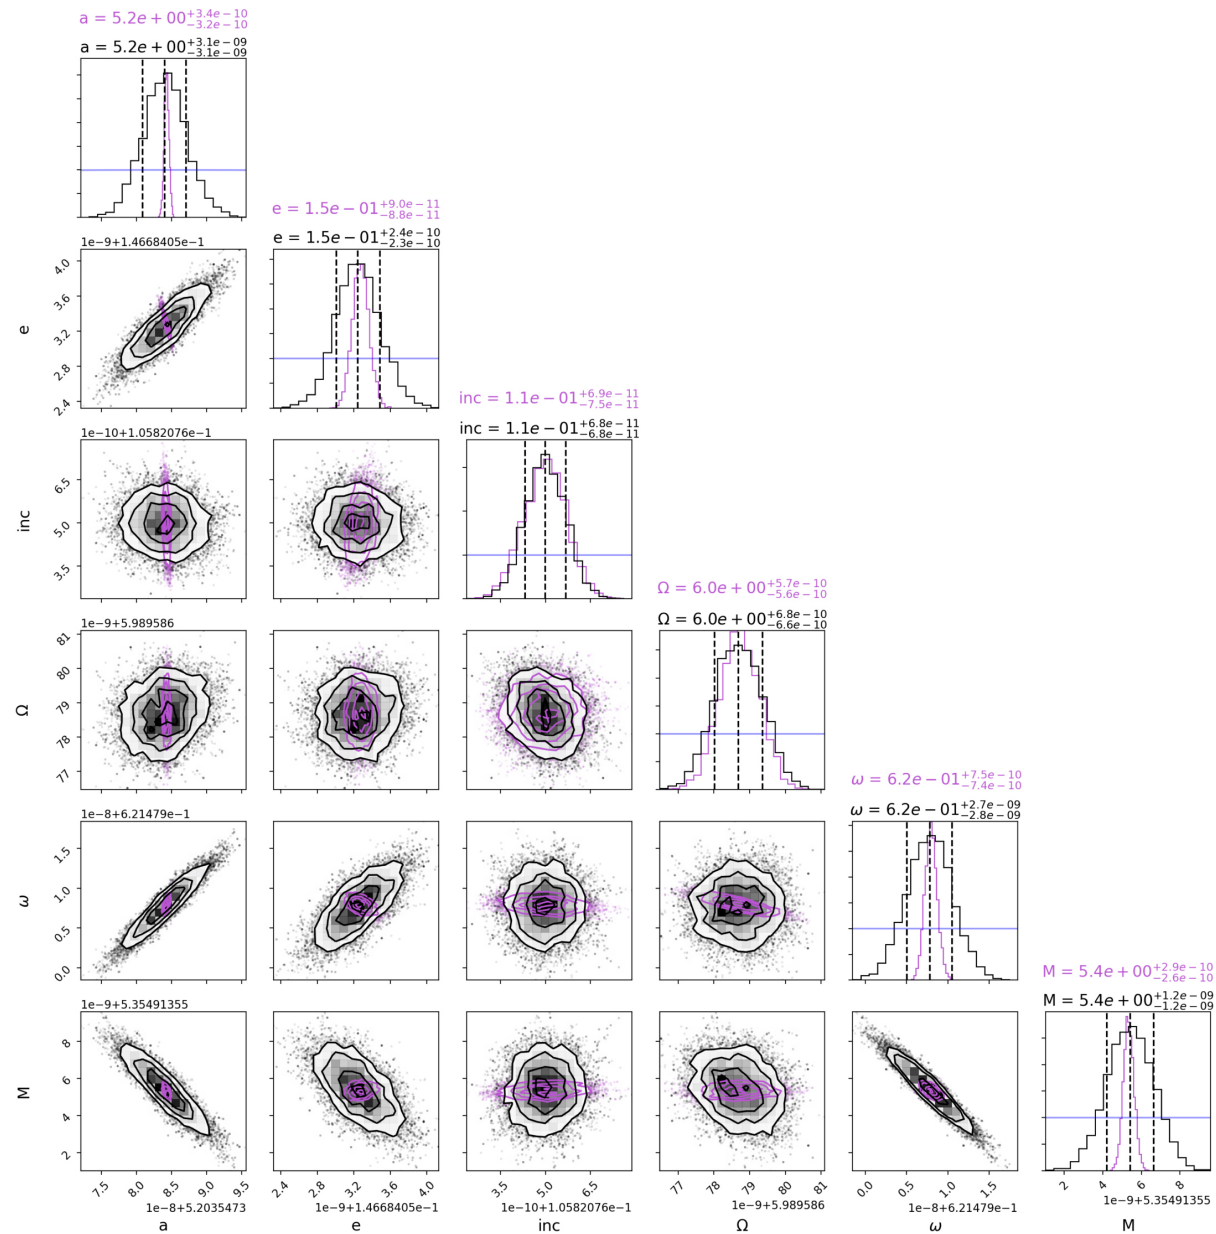 a = 5.2e + 00 +3.4e − 10 −3.2e − 10
a = 5.2e + 00 +3.1e − 09 −3.1e − 09
e = 1.5e − 01 +9.0e − 11 −8.8e − 11
e = 1.5e − 01 +2.4e − 10 −2.3e − 10
1e−9+1.4668405e−1
4.0
3.6
3.2
2.8
2.4
e
inc = 1.1e − 01 +6.9e − 11 −7.5e − 11
inc = 1.1e − 01 +6.8e − 11 −6.8e − 11
1e−10+1.0582076e−1
6.5
5.0
3.5
inc
Ω = 6.0e + 00 +5.7e − 10 −5.6e − 10
Ω = 6.0e + 00 +6.8e − 10 −6.6e − 10
1e−9+5.989586
81
80
79
78
77
Ω
ω = 6.2e − 01 +7.5e − 10 −7.4e − 10
ω = 6.2e − 01 +2.7e − 09 −2.8e − 09
1e−8+6.21479e−1
1.5
1.0
0.5
0.0
ω
M = 5.4e + 00 +2.9e − 10 −2.6e − 10
M = 5.4e + 00 +1.2e − 09 −1.2e − 09
1e−9+5.35491355
8
6
4
2
M
7.5 8.0 8.5 9.0 9.5
1e−8+5.2035473
a
2.4 2.8 3.2 3.6 4.0
1e−9+1.4668405e−1
e
3.5 5.0 6.5
1e−10+1.0582076e−1
inc
77 78 79 80 81
1e−9+5.989586
Ω
0.0 0.5 1.0 1.5
1e−8+6.21479e−1
ω
2 4 6 8
1e−9+5.35491355
M